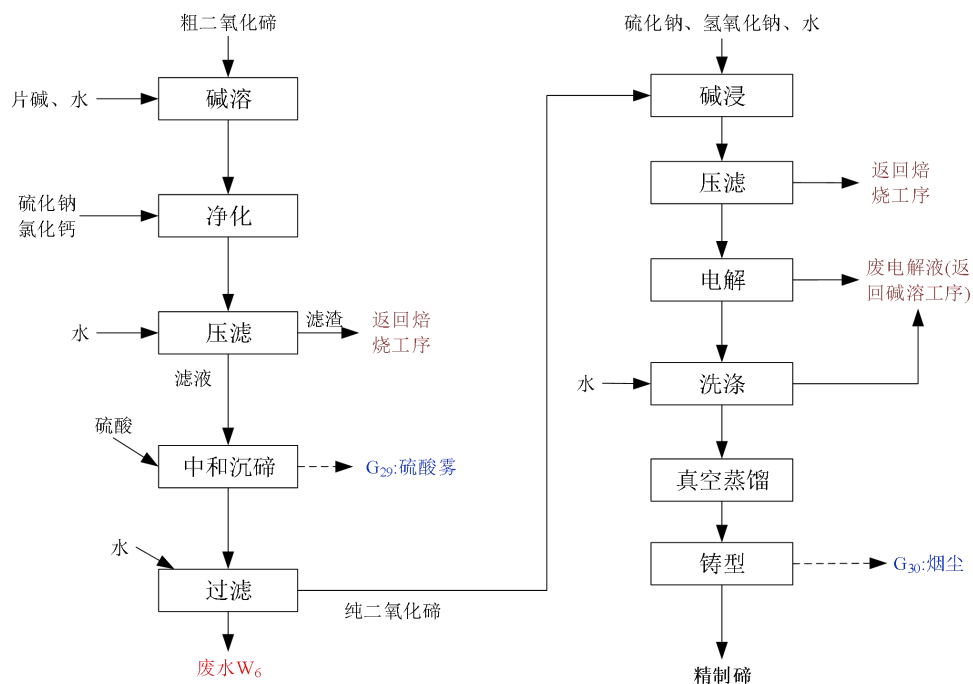 粗二氧化碲
片碱、水
碱溶
硫化钠
氯化钙
净化
水
压滤
滤渣
返回焙
烧工序
滤液
硫酸
中和沉碲
G29:硫酸雾
水
过滤
纯二氧化碲
废水W6
硫化钠、氢氧化钠、水
碱浸
压滤
返回焙
烧工序
电解
废电解液(返
回碱溶工序)
水
洗涤
真空蒸馏
铸型
G30:烟尘
精制碲